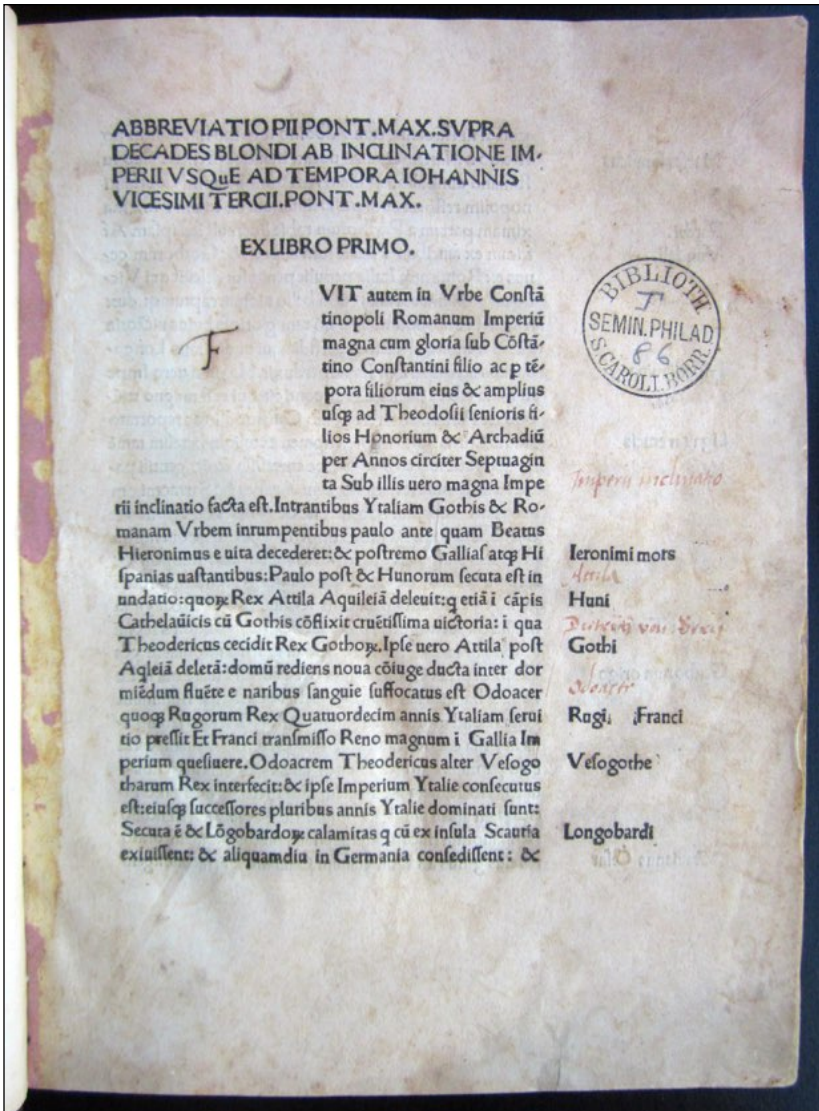 ABBREVIATIO PII PONT.MAX.SVPRA
DECADES BLONDI AB INCLINATIONE IM-
PERII VSQuE AD TEMPORA IOHANNIS
VICESIMI TERCII.PONT.MAX.
EX LIBRO PRIMO.
F
VIT autem in Vrbe Constā
tinopoli Romanum Imperiū
magna cum gloria sub Cōstā-
tino Constantini filio ac p tē-
pora filiorum eius & amplius
usqꝫ ad Theodosii senioris fi-
lios Honorium & Archadiū
per Annos circiter Septuagin
ta Sub illis uero magna Impe
rii inclinatio facta est.Intrantibus Ytaliam Gothis & Ro-
manam Vrbem inrumpentibus paulo ante quam Beatus
Hieronimus e uita decederet:& postremo Galliaſ atqꝫ Hi
spanias uastantibus:Paulo post & Hunorum secuta est in
undatio:quoꝝ Rex Attila Aquileiā deleuit:q etiā i cāpis
Cathelaūicis cū Gothis cōflixit cruētissima uictoria: i qua
Theodericus cecidit Rex Gothoꝝ.Ipse uero Attila post
Aqleiā deletā:domū rediens noua cōiuge ducta inter dor
miēdum fluēte e naribus sanguie suffocatus est Odoacer
quoqꝫ Rugorum Rex Quatuordecim annis Ytaliam serui
tio pressit Et Franci transmisso Reno magnum i Gallia Im
perium quesiuere.Odoacrem Theodericus alter Vesogo
tharum Rex interfecit:& ipse Imperium Ytalie consecutus
est:eiusqꝫ successores pluribus annis Ytalie dominati sunt:
Secuta ē & Lōgobardoꝝ calamitas q cū ex insula Scauria
exiuissent: & aliquamdiu in Germania consedissent: &
BIBLIOTH
SEMIN.PHILAD
86
S.CAROLI.BORR.
Imperii inclinatio
Ieronimi mors
Attila
Huni
Gothi
Odoacer
Rugi, Franci
Vesogothe
Longobardi